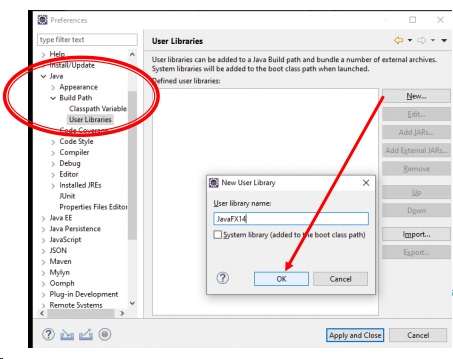 Preferences
type filter text
User Libraries
Help
Install/Update
Java
Appearance
Build Path
Classpath Variable
User Libraries
Code Coverage
Code Style
Compiler
Debug
Editor
Installed JREs
JUnit
Properties Files Editor
Java EE
Java Persistence
JavaScript
JSON
Maven
Mylyn
Oomph
Plug-in Development
Remote Systems
User libraries can be added to a Java Build path and bundle a number of external archives.
System libraries will be added to the boot class path when launched.
Defined user libraries:
New...
Edit...
Add JARs...
Add External JARs...
Remove
Up
Down
Import...
Export...
New User Library
User library name:
JavaFX14
System library (added to the boot class path)
OK
Cancel
Apply and Close
Cancel